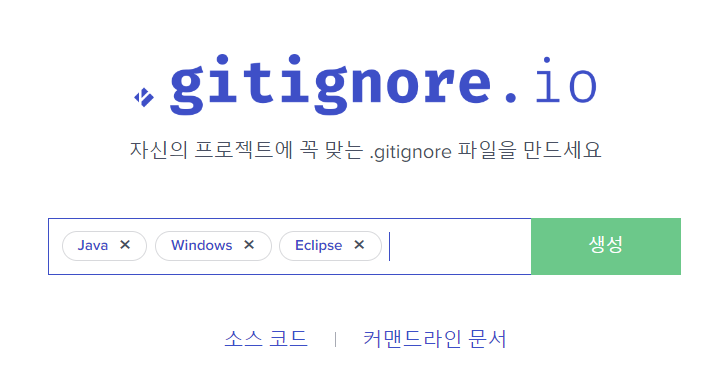 gitignore.io
자신의 프로젝트에 꼭 맞는 .gitignore 파일을 만드세요
Java × Windows × Eclipse × 생성
소스 코드 | 커맨드라인 문서